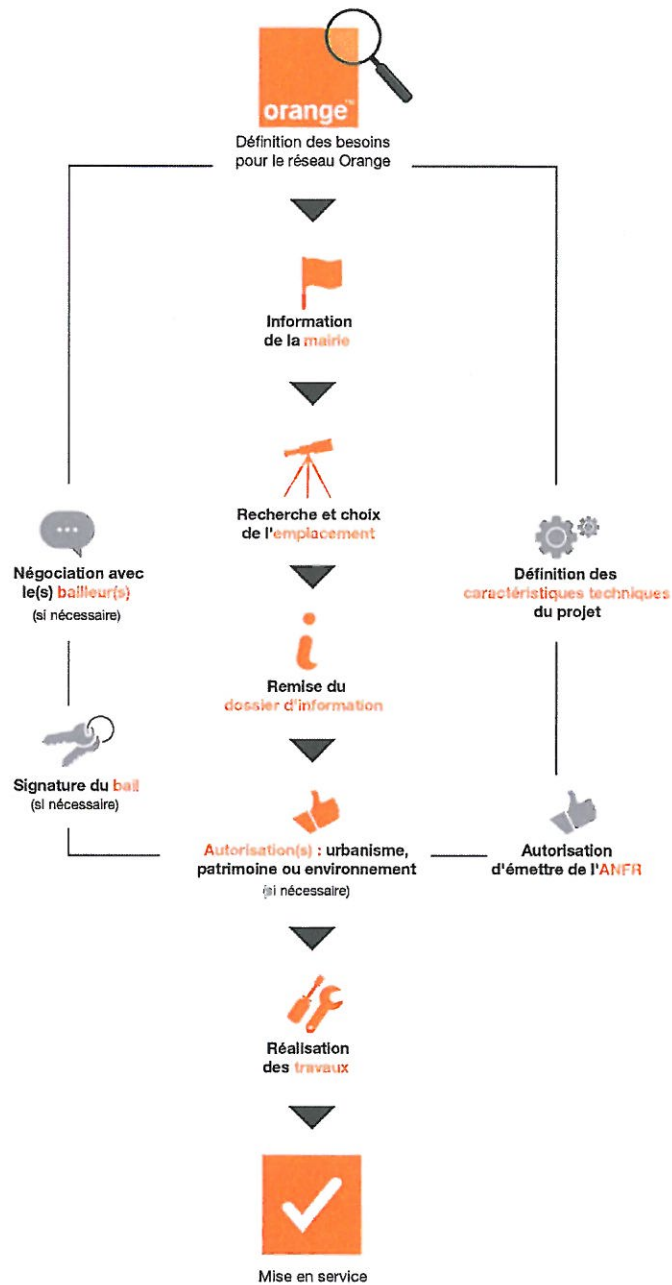 orange™
Définition des besoins
pour le réseau Orange
Information
de la mairie
Recherche et choix
de l'emplacement
Négociation avec
le(s) bailleur(s)
(si nécessaire)
Définition des
caractéristiques techniques
du projet
Remise du
dossier d'information
Signature du bail
(si nécessaire)
Autorisation(s) : urbanisme,
patrimoine ou environnement
(si nécessaire)
Autorisation
d'émettre de l'ANFR
Réalisation
des travaux
Mise en service